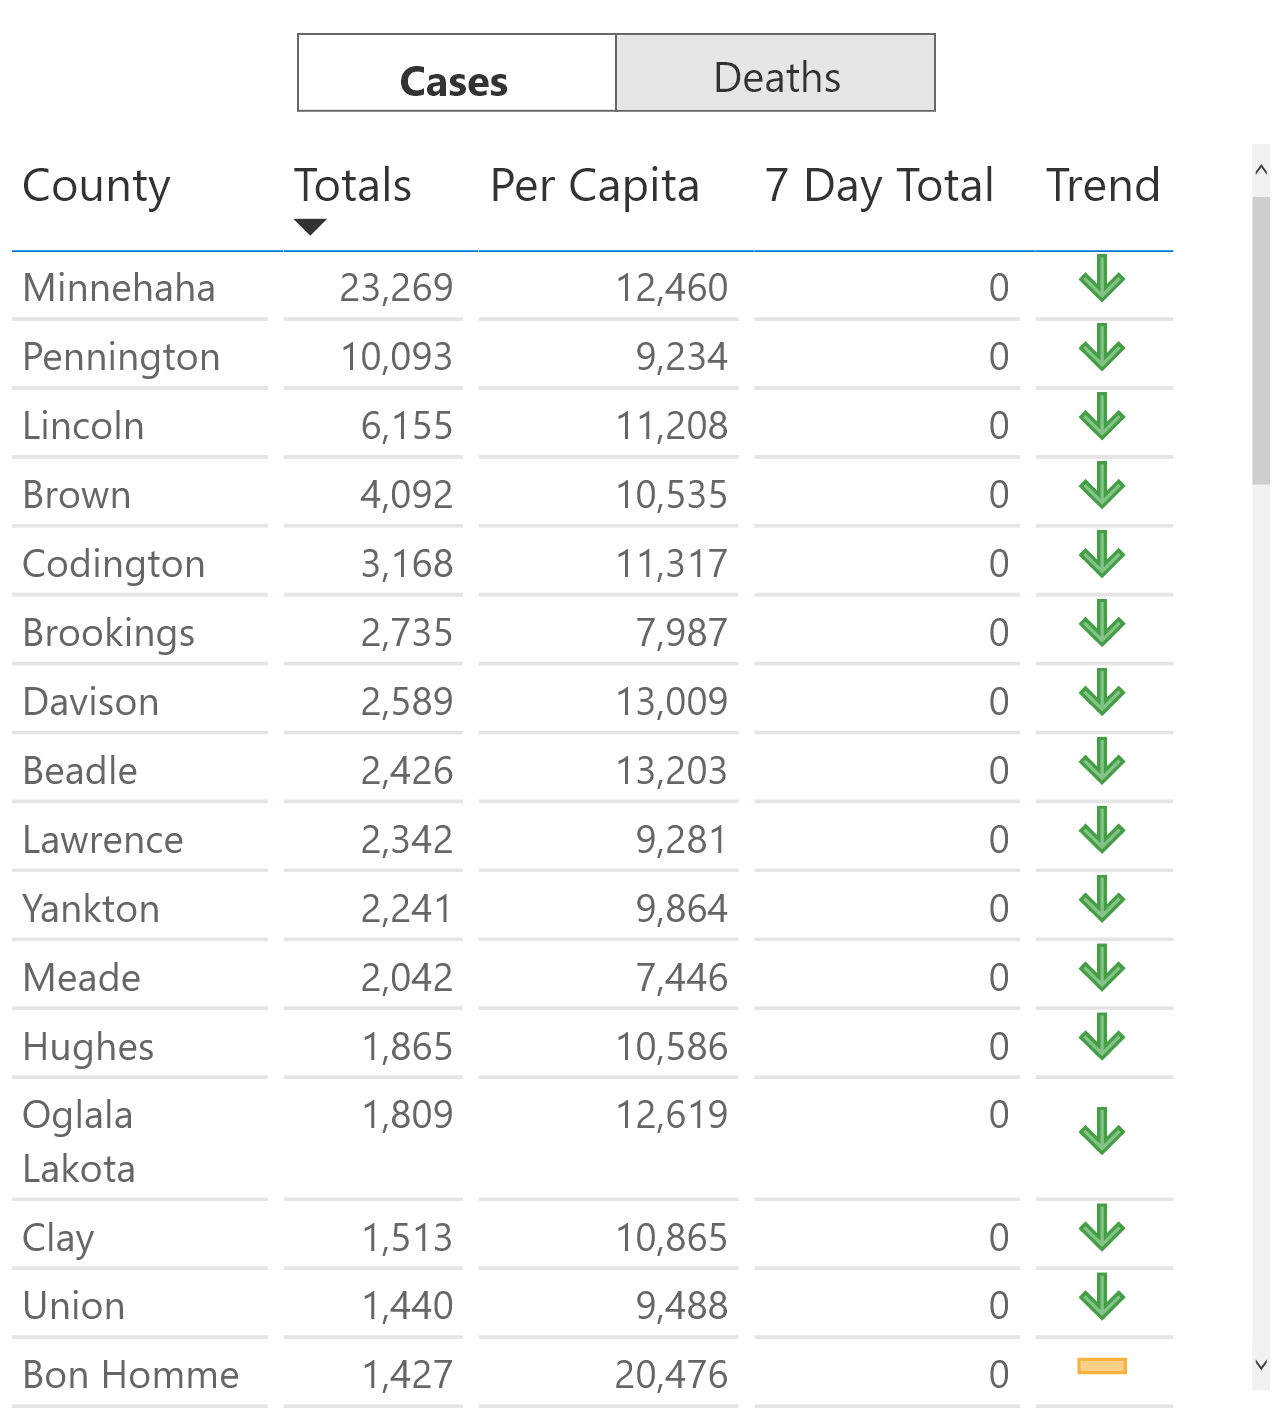 Cases Deaths
County Totals Per Capita 7 Day Total Trend
Minnehaha 23,269 12,460 0
Pennington 10,093 9,234 0
Lincoln 6,155 11,208 0
Brown 4,092 10,535 0
Codington 3,168 11,317 0
Brookings 2,735 7,987 0
Davison 2,589 13,009 0
Beadle 2,426 13,203 0
Lawrence 2,342 9,281 0
Yankton 2,241 9,864 0
Meade 2,042 7,446 0
Hughes 1,865 10,586 0
Oglala 1,809 12,619 0
Lakota
Clay 1,513 10,865 0
Union 1,440 9,488 0
Bon Homme 1,427 20,476 0